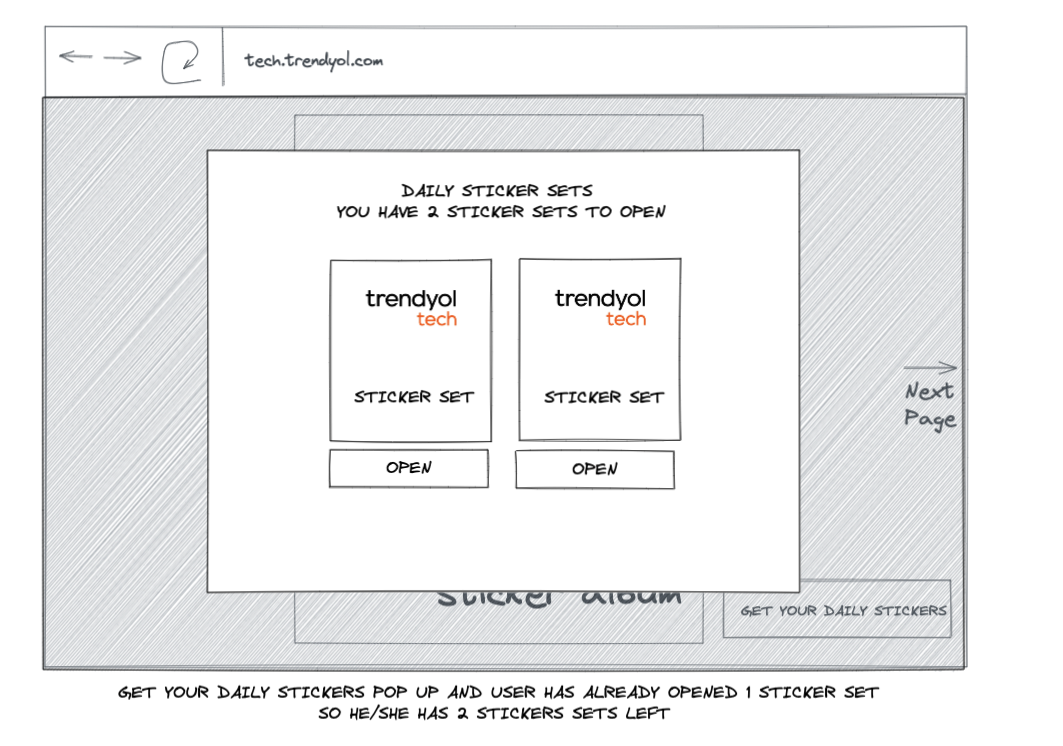 tech.trendyol.com
DAILY STICKER SETS
YOU HAVE 2 STICKER SETS TO OPEN
trendyol
tech
STICKER SET
OPEN
trendyol
tech
STICKER SET
OPEN
Next
Page
Sticker album
GET YOUR DAILY STICKERS
GET YOUR DAILY STICKERS POP UP AND USER HAS ALREADY OPENED 1 STICKER SET
SO HE/SHE HAS 2 STICKERS SETS LEFT